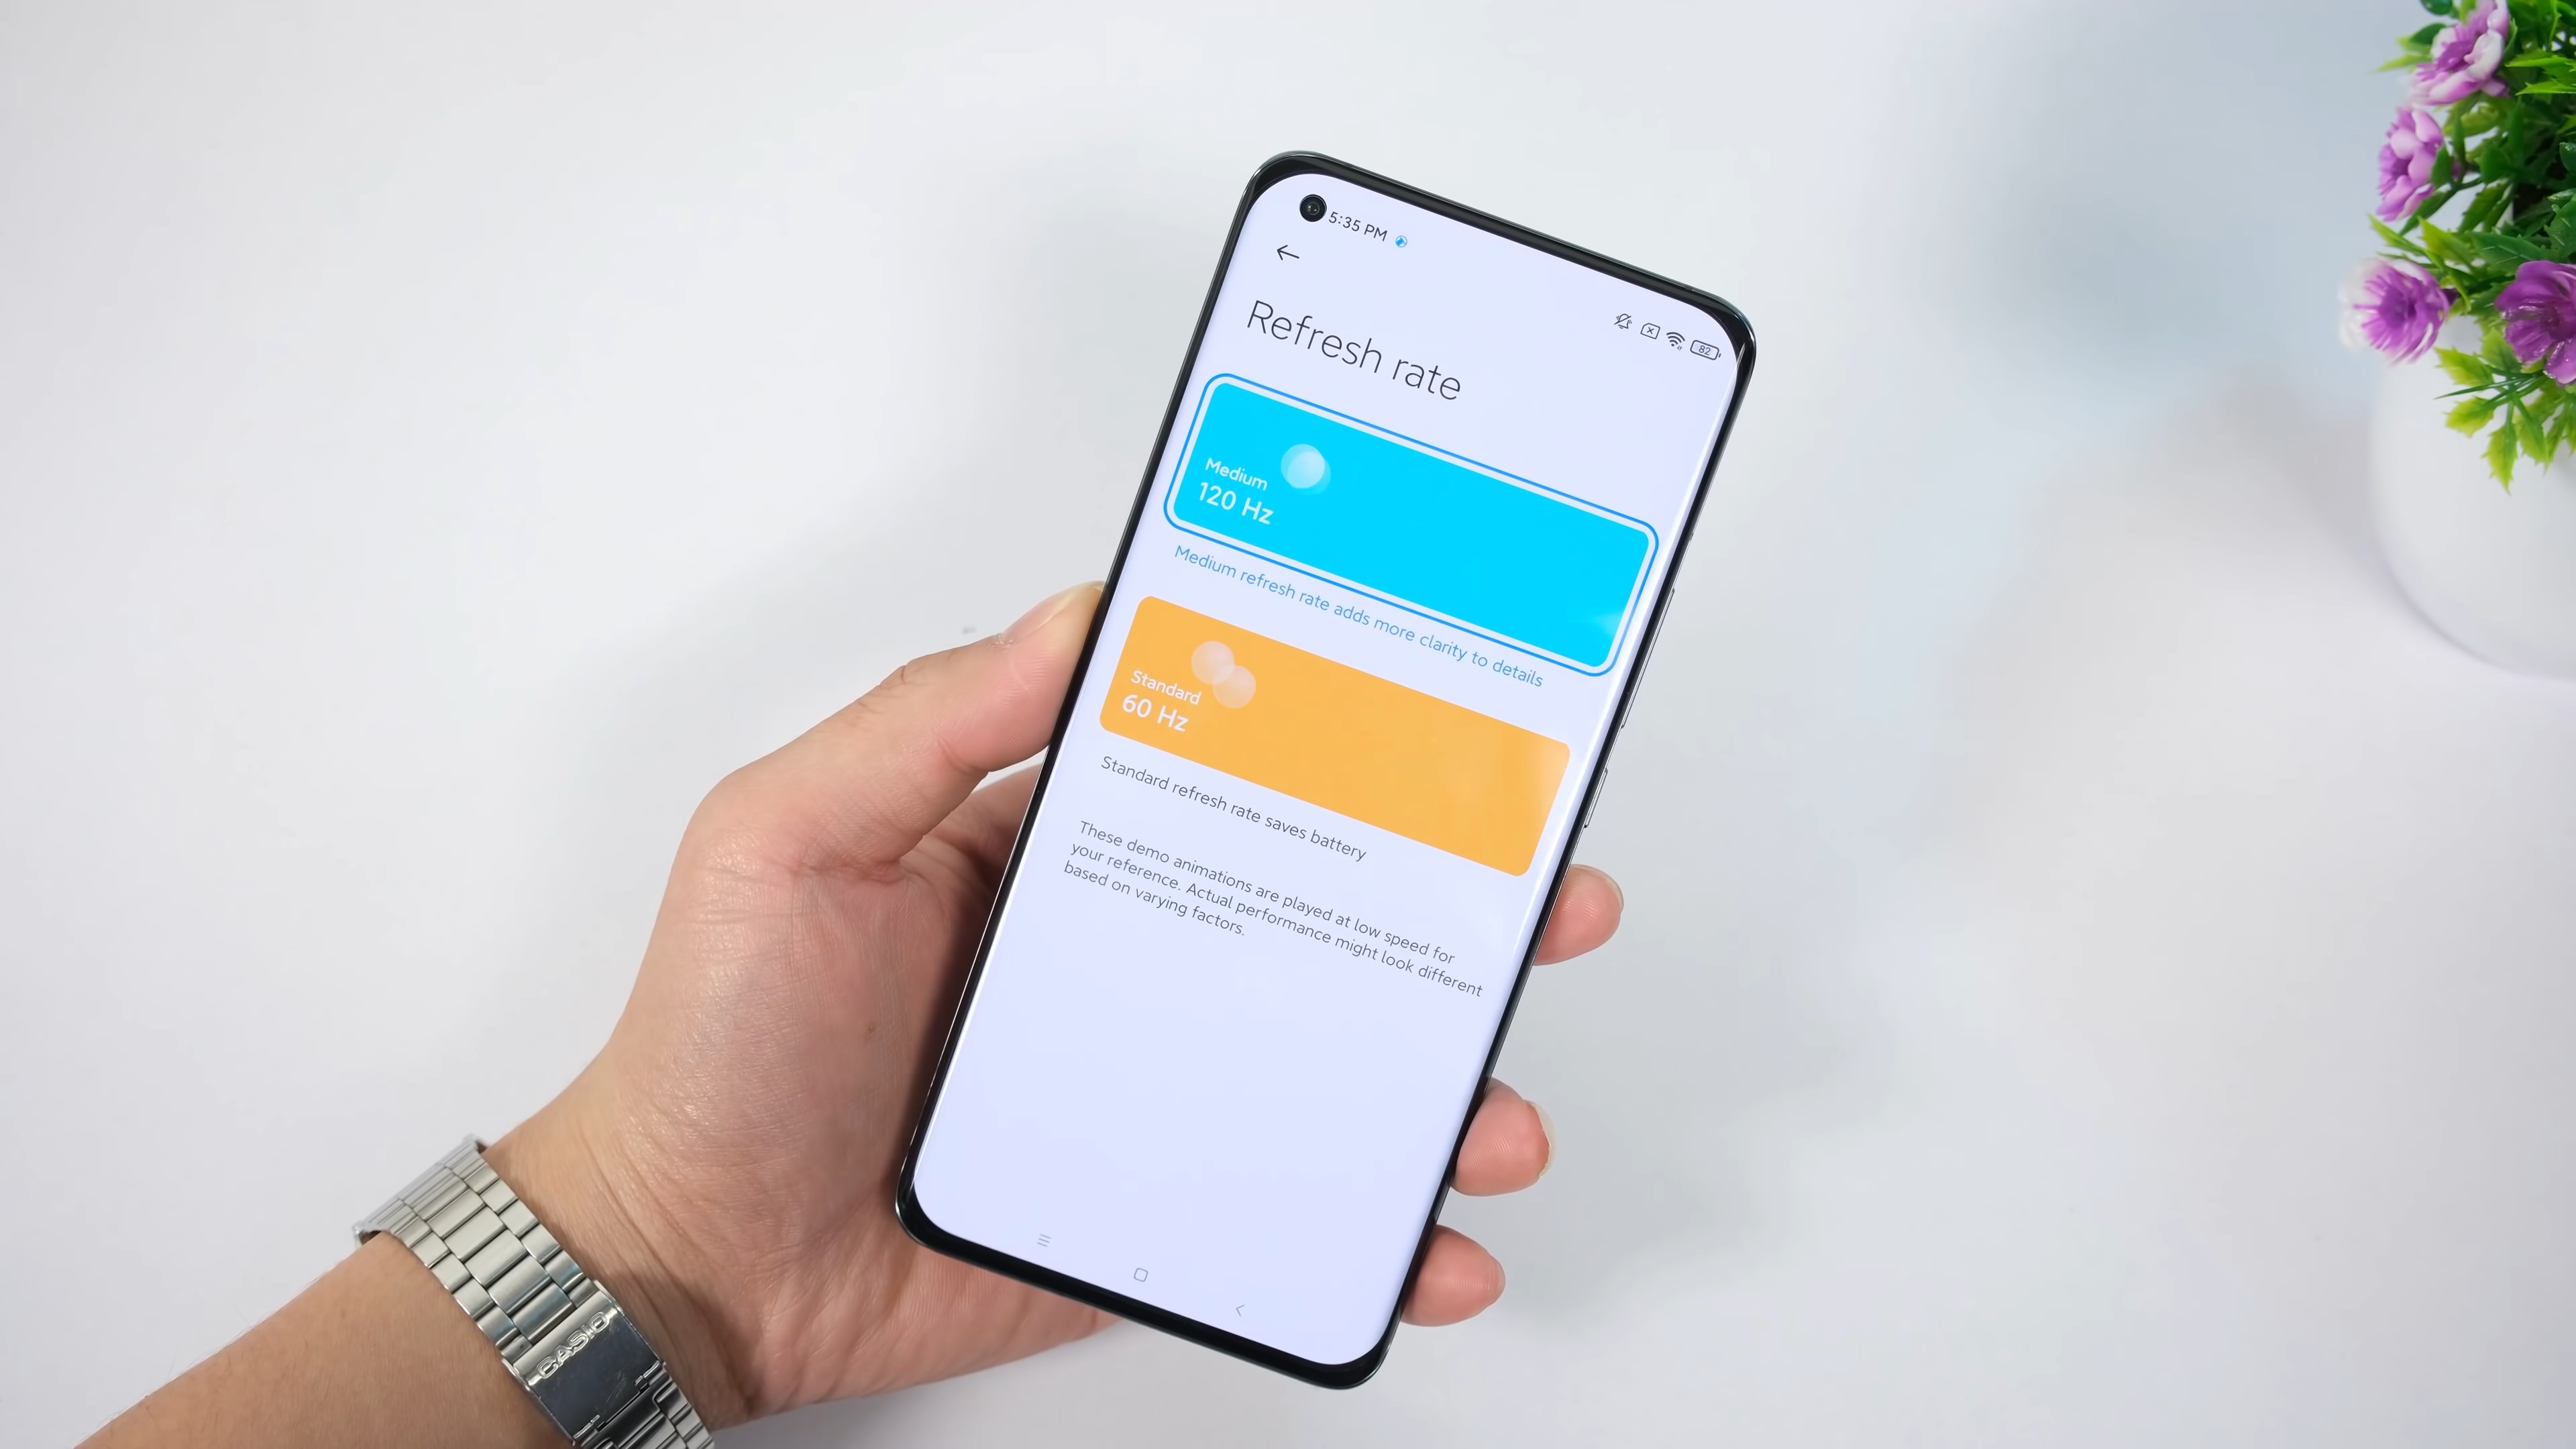 5:35 PM
82
Refresh rate
Medium
120 Hz
Medium refresh rate adds more clarity to details
Standard
60 Hz
Standard refresh rate saves battery
These demo animations are played at low speed for
your reference. Actual performance might look different
based on varying factors.
CASIO